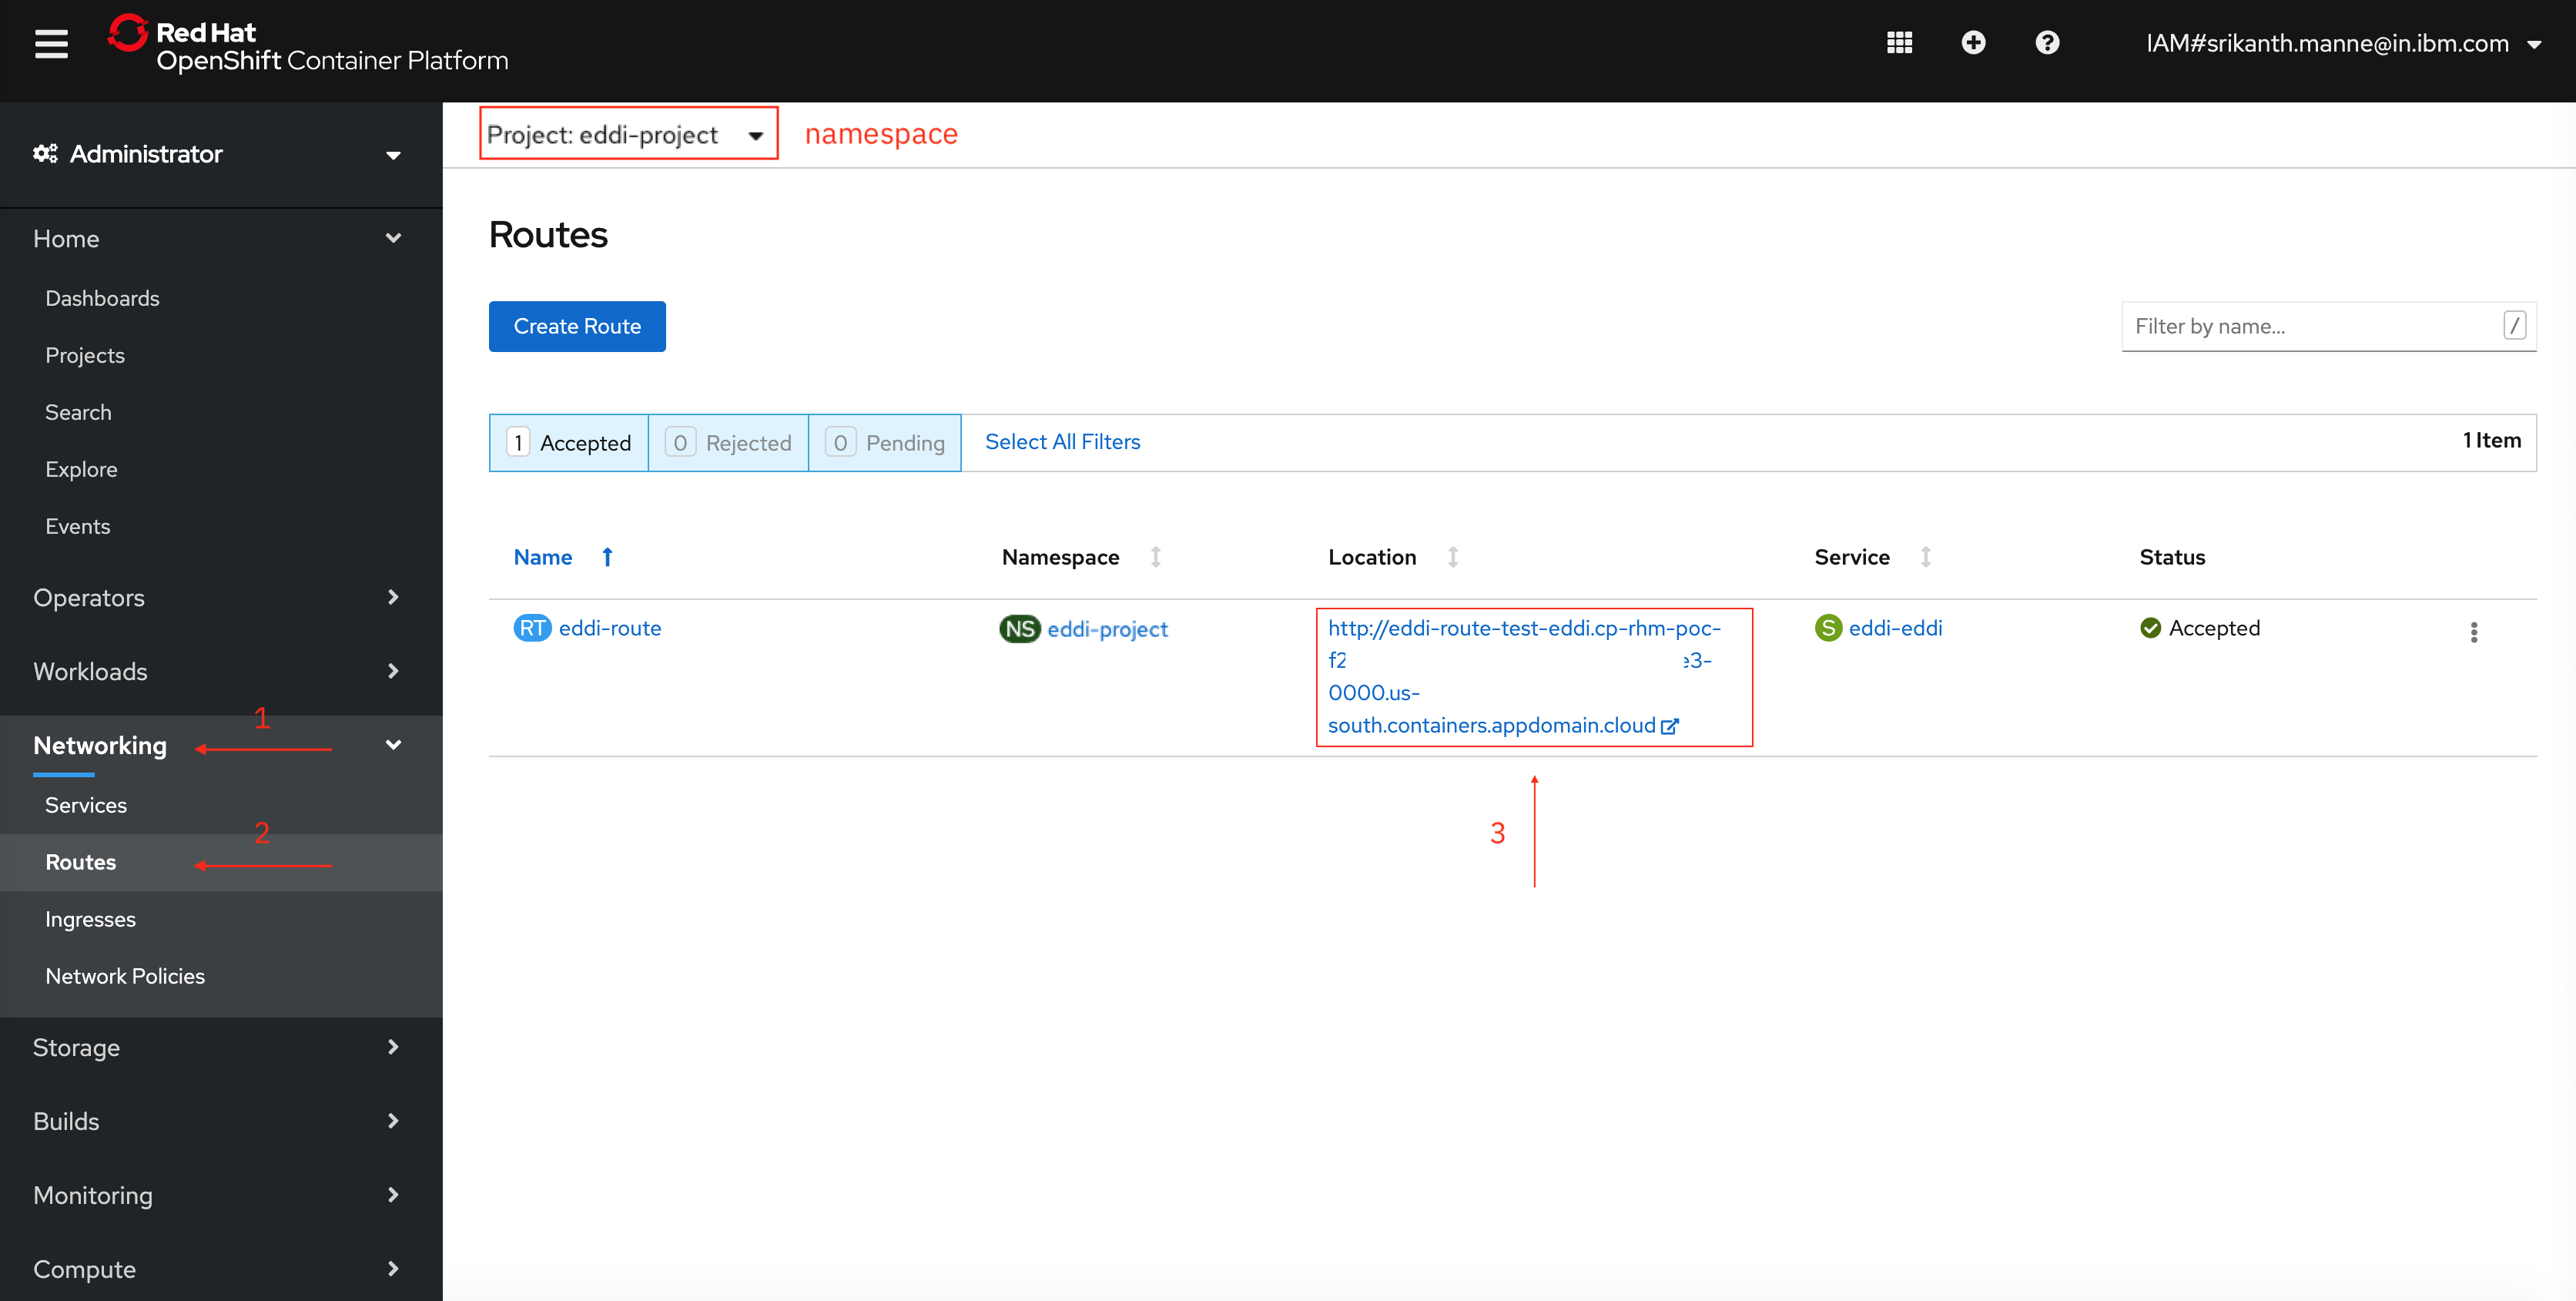 Red Hat
OpenShift Container Platform
IAM#srikanth.manne@in.ibm.com
Administrator
Project: eddi-project
namespace
Home
Dashboards
Projects
Search
Explore
Events
Operators
Workloads
1
Networking
Services
2
Routes
Ingresses
Network Policies
Storage
Builds
Monitoring
Compute
Routes
Create Route
Filter by name...
/
1 Accepted
0 Rejected
0 Pending
Select All Filters
1 Item
Name
Namespace
Location
Service
Status
RT eddi-route
NS eddi-project
http://eddi-route-test-eddi.cp-rhm-poc-
f2 e3-
0000.us-
south.containers.appdomain.cloud
S eddi-eddi
Accepted
3